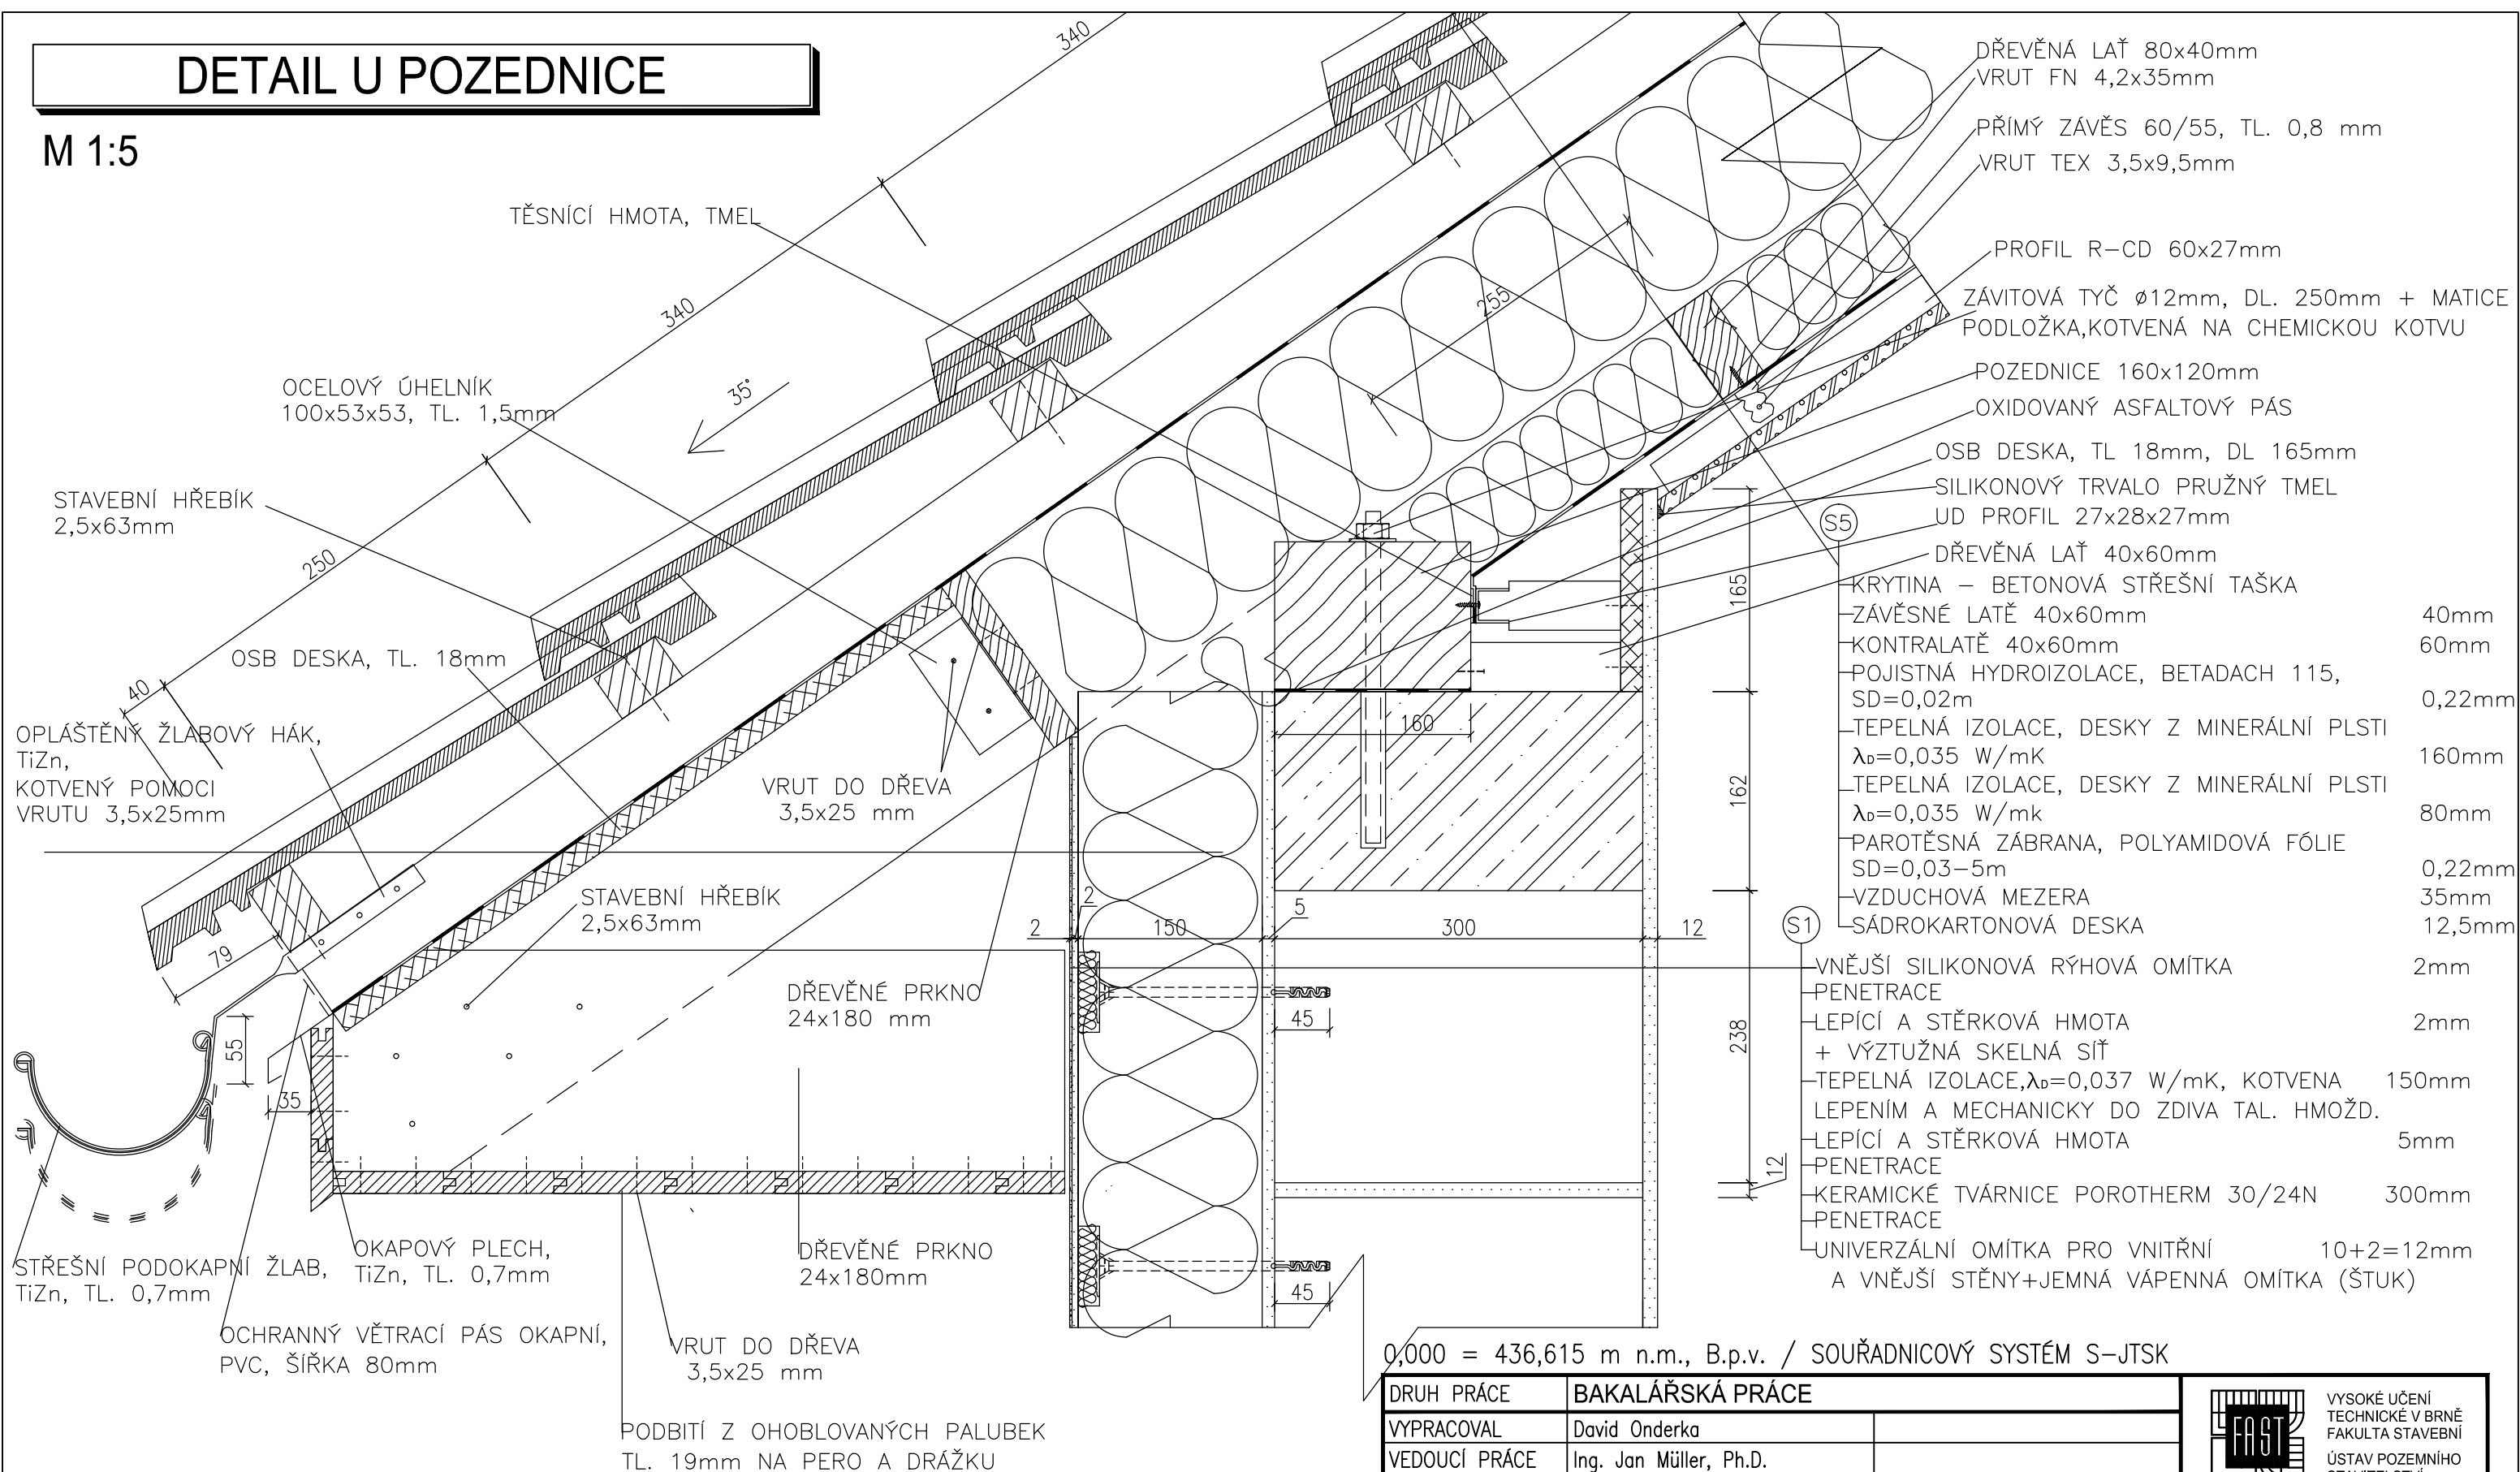 DETAIL U POZEDNICE
M 1:5
340
340
250
40
35°
255
TĚSNÍCÍ HMOTA, TMEL
OCELOVÝ ÚHELNÍK
100x53x53, TL. 1,5mm
STAVEBNÍ HŘEBÍK
2,5x63mm
OSB DESKA, TL. 18mm
OPLÁŠTĚNÝ ŽLABOVÝ HÁK,
TiZn,
KOTVENÝ POMOCI
VRUTU 3,5x25mm
VRUT DO DŘEVA
3,5x25 mm
STAVEBNÍ HŘEBÍK
2,5x63mm
DŘEVĚNÉ PRKNO
24x180 mm
79
55
35
2
2
150
5
300
12
160
165
162
238
12
45
45
STŘEŠNÍ PODOKAPNÍ ŽLAB,
TiZn, TL. 0,7mm
OKAPOVÝ PLECH,
TiZn, TL. 0,7mm
DŘEVĚNÉ PRKNO
24x180mm
OCHRANNÝ VĚTRACÍ PÁS OKAPNÍ,
PVC, ŠÍŘKA 80mm
VRUT DO DŘEVA
3,5x25 mm
PODBITÍ Z OHOBLOVANÝCH PALUBEK
TL. 19mm NA PERO A DRÁŽKU
DŘEVĚNÁ LAŤ 80x40mm
VRUT FN 4,2x35mm
PŘÍMÝ ZÁVĚS 60/55, TL. 0,8 mm
VRUT TEX 3,5x9,5mm
PROFIL R-CD 60x27mm
ZÁVITOVÁ TYČ ø12mm, DL. 250mm + MATICE
PODLOŽKA,KOTVENÁ NA CHEMICKOU KOTVU
POZEDNICE 160x120mm
OXIDOVANÝ ASFALTOVÝ PÁS
OSB DESKA, TL 18mm, DL 165mm
SILIKONOVÝ TRVALO PRUŽNÝ TMEL
UD PROFIL 27x28x27mm
DŘEVĚNÁ LAŤ 40x60mm
S5
KRYTINA – BETONOVÁ STŘEŠNÍ TAŠKA
ZÁVĚSNÉ LATĚ 40x60mm 40mm
KONTRALATĚ 40x60mm 60mm
POJISTNÁ HYDROIZOLACE, BETADACH 115,
SD=0,02m 0,22mm
TEPELNÁ IZOLACE, DESKY Z MINERÁLNÍ PLSTI
λD=0,035 W/mK 160mm
TEPELNÁ IZOLACE, DESKY Z MINERÁLNÍ PLSTI
λD=0,035 W/mk 80mm
PAROTĚSNÁ ZÁBRANA, POLYAMIDOVÁ FÓLIE
SD=0,03-5m 0,22mm
VZDUCHOVÁ MEZERA 35mm
SÁDROKARTONOVÁ DESKA 12,5mm
S1
VNĚJŠÍ SILIKONOVÁ RÝHOVÁ OMÍTKA 2mm
PENETRACE
LEPÍCÍ A STĚRKOVÁ HMOTA 2mm
+ VÝZTUŽNÁ SKELNÁ SÍŤ
TEPELNÁ IZOLACE,λD=0,037 W/mK, KOTVENA 150mm
LEPENÍM A MECHANICKY DO ZDIVA TAL. HMOŽD.
LEPÍCÍ A STĚRKOVÁ HMOTA 5mm
PENETRACE
KERAMICKÉ TVÁRNICE POROTHERM 30/24N 300mm
PENETRACE
UNIVERZÁLNÍ OMÍTKA PRO VNITŘNÍ 10+2=12mm
A VNĚJŠÍ STĚNY+JEMNÁ VÁPENNÁ OMÍTKA (ŠTUK)
0,000 = 436,615 m n.m., B.p.v. / SOUŘADNICOVÝ SYSTÉM S-JTSK
DRUH PRÁCE BAKALÁŘSKÁ PRÁCE
VYPRACOVAL David Onderka
VEDOUCÍ PRÁCE Ing. Jan Müller, Ph.D.
FAST
VYSOKÉ UČENÍ
TECHNICKÉ V BRNĚ
FAKULTA STAVEBNÍ
ÚSTAV POZEMNÍHO